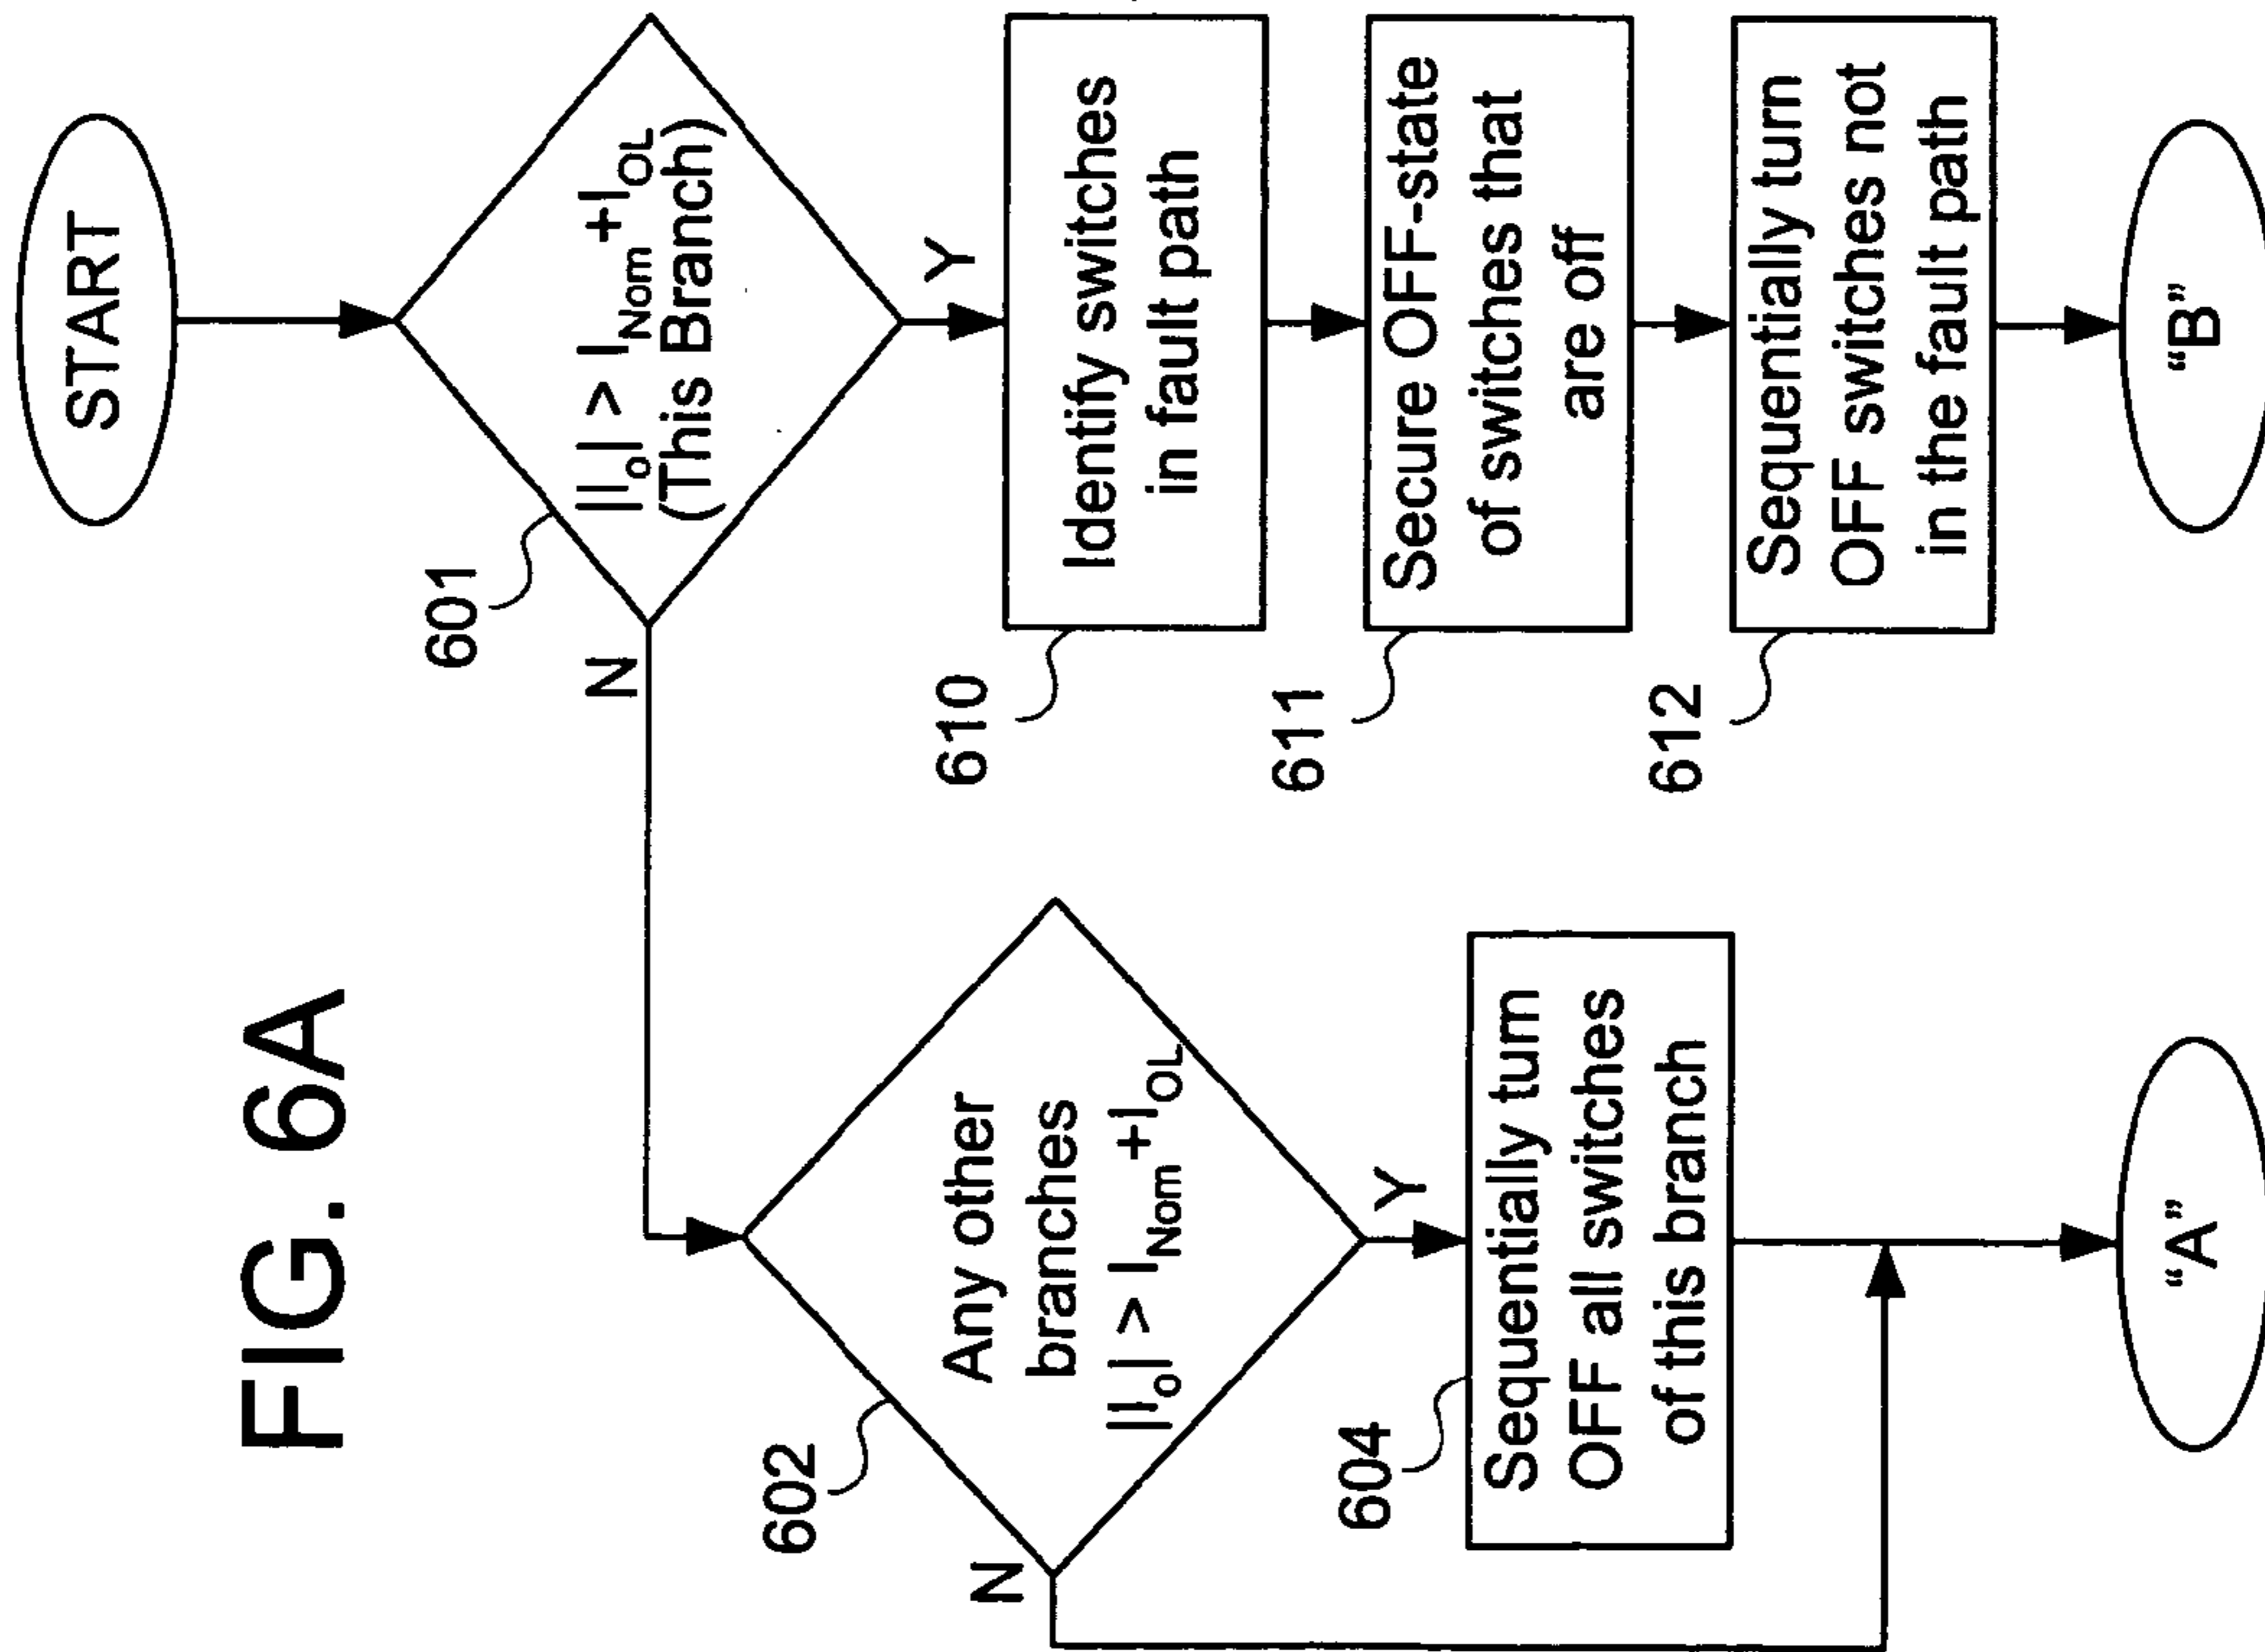 FIG. 6A
START
601
||ₒ| > I_Nom +I_OL
(This Branch)
N
Y
610
Identify switches
in fault path
611
Secure OFF-state
of switches that
are off
612
Sequentially turn
OFF switches not
in the fault path
“B”
602
Any other
branches
||ₒ| > I_Nom +I_OL
N
Y
604
Sequentially turn
OFF all switches
of this branch
“A”